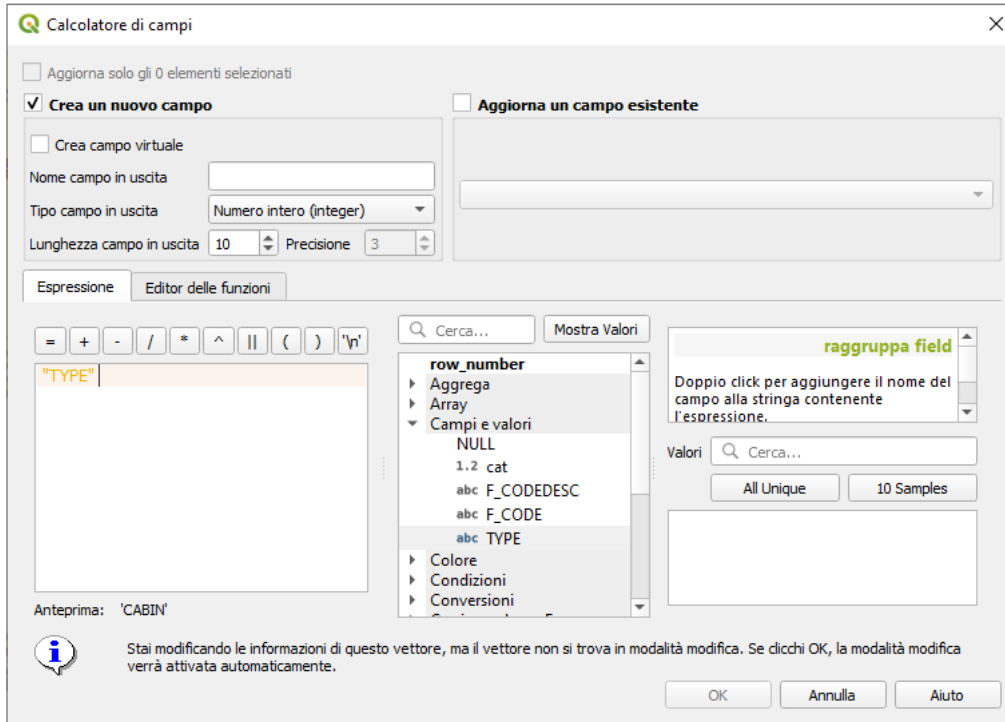 Calcolatore di campi
Aggiorna solo gli 0 elementi selezionati
Crea un nuovo campo
Aggiorna un campo esistente
Crea campo virtuale
Nome campo in uscita
Tipo campo in uscita Numero intero (integer)
Lunghezza campo in uscita 10 Precisione 3
Espressione Editor delle funzioni
= + - / * ^ || ( ) '\n'
"TYPE"
Anteprima: 'CABIN'
Cerca... Mostra Valori
row_number
Aggrega
Array
Campi e valori
NULL
1.2 cat
abc F_CODEDESC
abc F_CODE
abc TYPE
Colore
Condizioni
Conversioni
raggruppa field
Doppio click per aggiungere il nome del
campo alla stringa contenente
l'espressione.
Valori Cerca...
All Unique 10 Samples
Stai modificando le informazioni di questo vettore, ma il vettore non si trova in modalità modifica. Se clicchi OK, la modalità modifica
verrà attivata automaticamente.
OK Annulla Aiuto